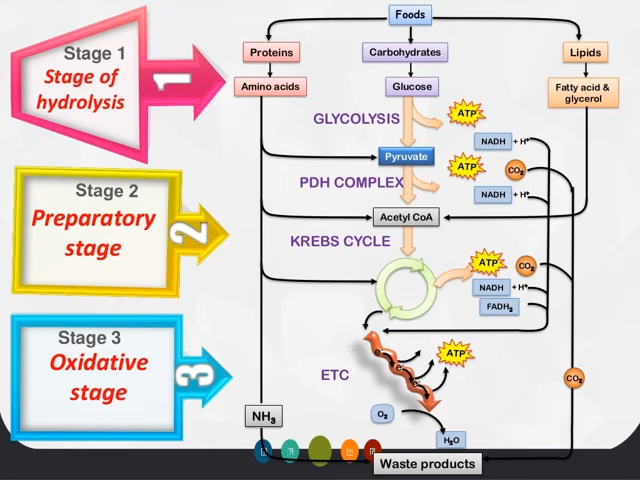 Foods
Stage 1
Stage of
hydrolysis
1
Proteins
Carbohydrates
Lipids
Amino acids
Glucose
Fatty acid &
glycerol
GLYCOLYSIS
ATP
NADH + H⁺
Pyruvate
ATP
CO₂
PDH COMPLEX
NADH + H⁺
Stage 2
Preparatory
stage
2
Acetyl CoA
KREBS CYCLE
ATP
CO₂
NADH + H⁺
FADH₂
Stage 3
Oxidative
stage
3
e⁻
e⁻
e⁻
ATP
ETC
CO₂
NH₃
O₂
H₂O
Waste products